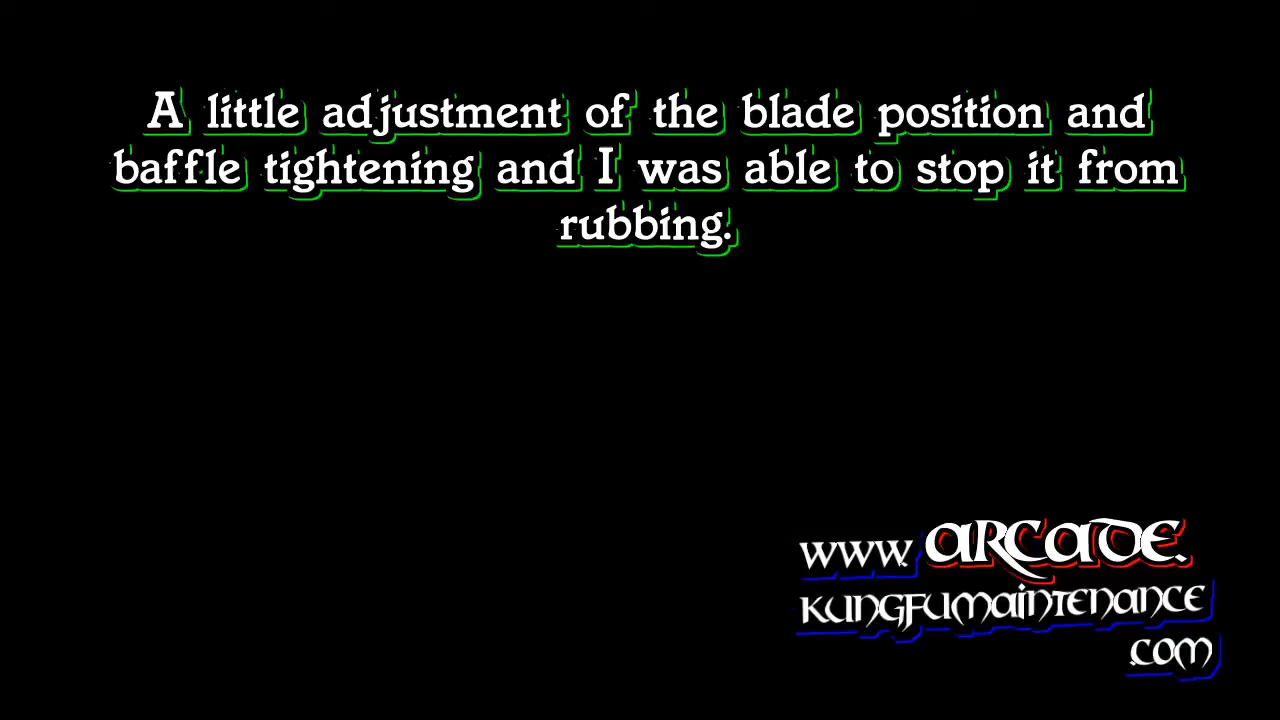 A little adjustment of the blade position and
baffle tightening and I was able to stop it from
rubbing.
www.ARCADE.
KUNGFUMAINTENANCE
.COM